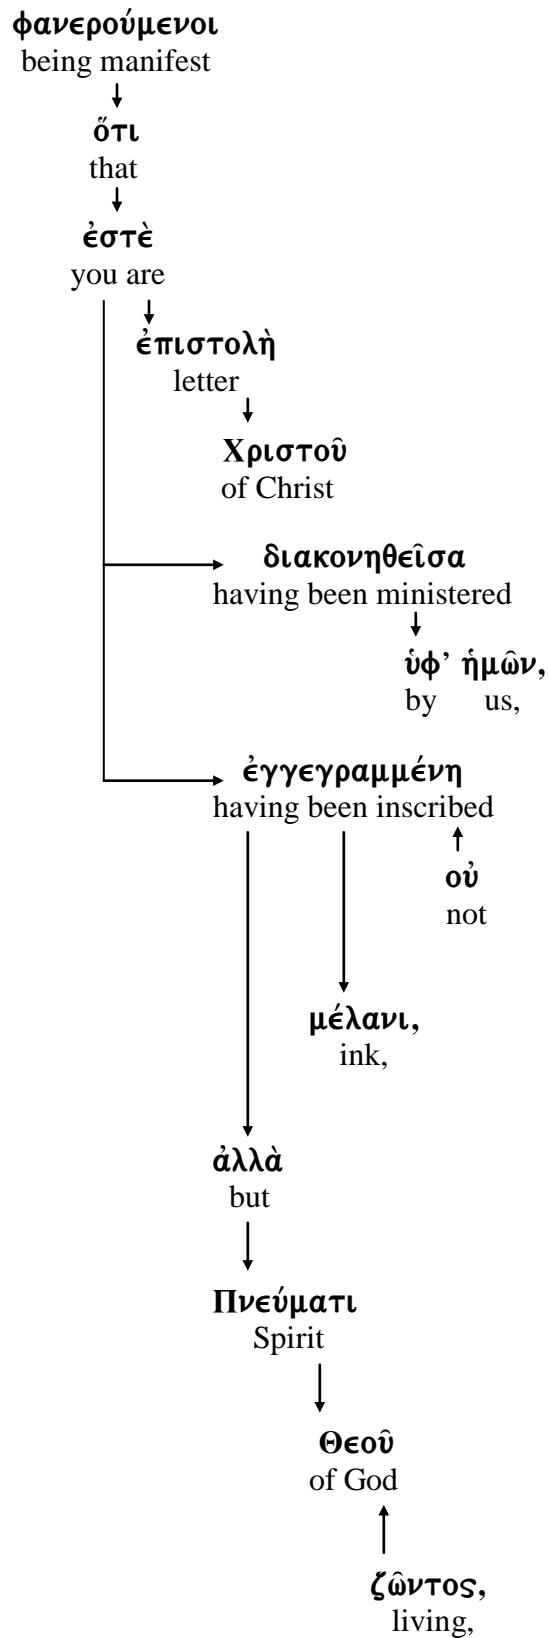 φανερούμενοι
being manifest
ὅτι
that
ἐστὲ
you are
ἐπιστολὴ
letter
Χριστοῦ
of Christ
διακονηθεῖσα
having been ministered
ὑφ’ ἡμῶν,
by us,
ἐγγεγραμμένη
having been inscribed
οὐ
not
μέλανι,
ink,
ἀλλὰ
but
Πνεύματι
Spirit
Θεοῦ
of God
ζῶντος,
living,